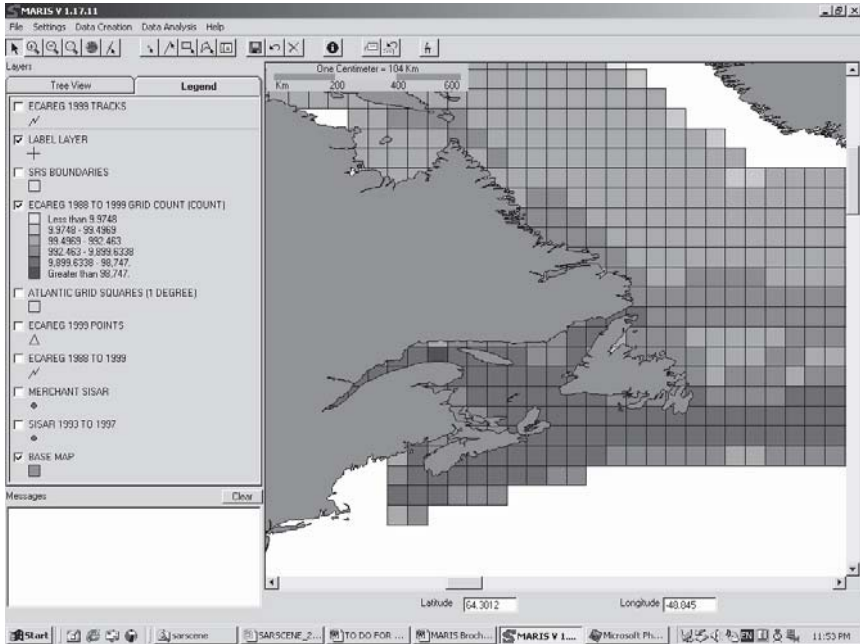 MARIS V 1.17.11
File Settings Data Creation Data Analysis Help
Layers
Tree View
Legend
ECAREG 1999 TRACKS
LABEL LAYER
SRS BOUNDARIES
ECAREG 1988 TO 1999 GRID COUNT (COUNT)
Less than 9.9748
9.9748 - 99.4969
99.4969 - 992.463
992.463 - 9,899.6338
9,899.6338 - 98,747.
Greater than 98,747.
ATLANTIC GRID SQUARES (1 DEGREE)
ECAREG 1999 POINTS
ECAREG 1988 TO 1999
MERCHANT SISAR
SISAR 1993 TO 1997
BASE MAP
Messages
Clear
One Centimeter = 104 Km
Km 200 400 600
Latitude 64.3012 Longitude -48.845
Start sarscene SARSCENE_2... TO DO FOR ... MARIS Broch... MARIS V 1.... Microsoft Ph... EN 11:53 PM